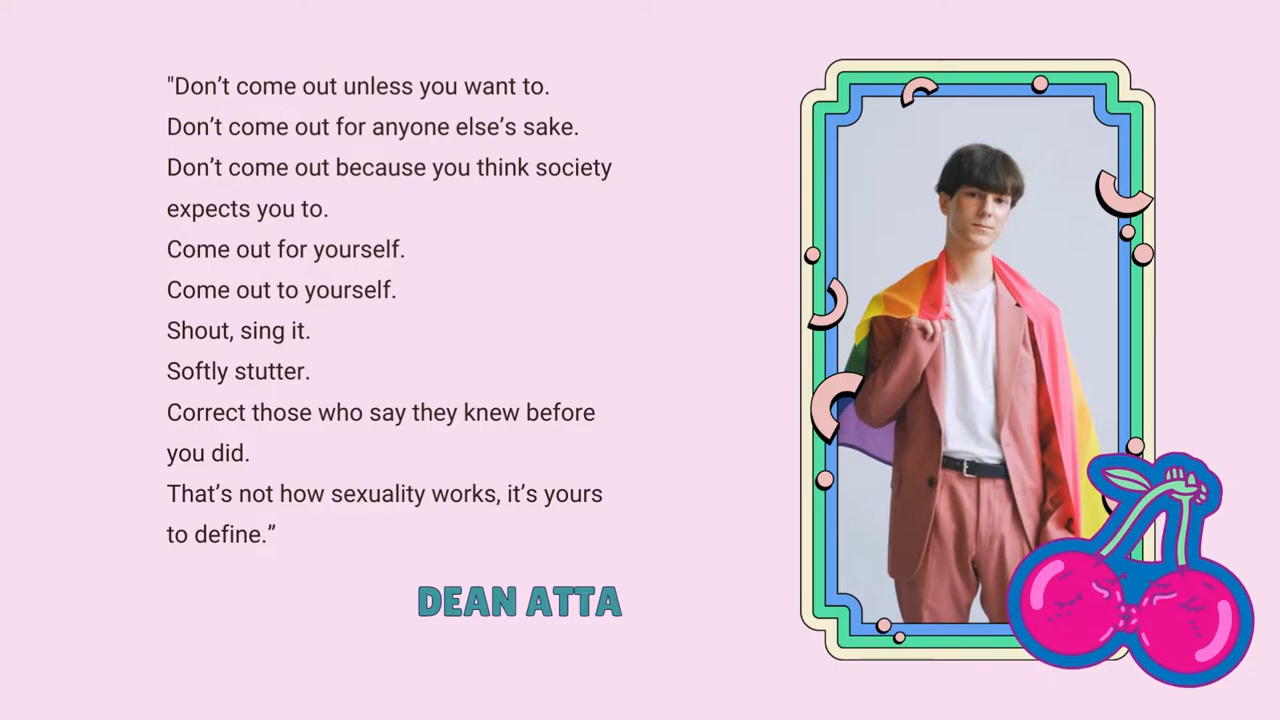 "Don’t come out unless you want to.
Don’t come out for anyone else’s sake.
Don’t come out because you think society
expects you to.
Come out for yourself.
Come out to yourself.
Shout, sing it.
Softly stutter.
Correct those who say they knew before
you did.
That’s not how sexuality works, it’s yours
to define.”
DEAN ATTA